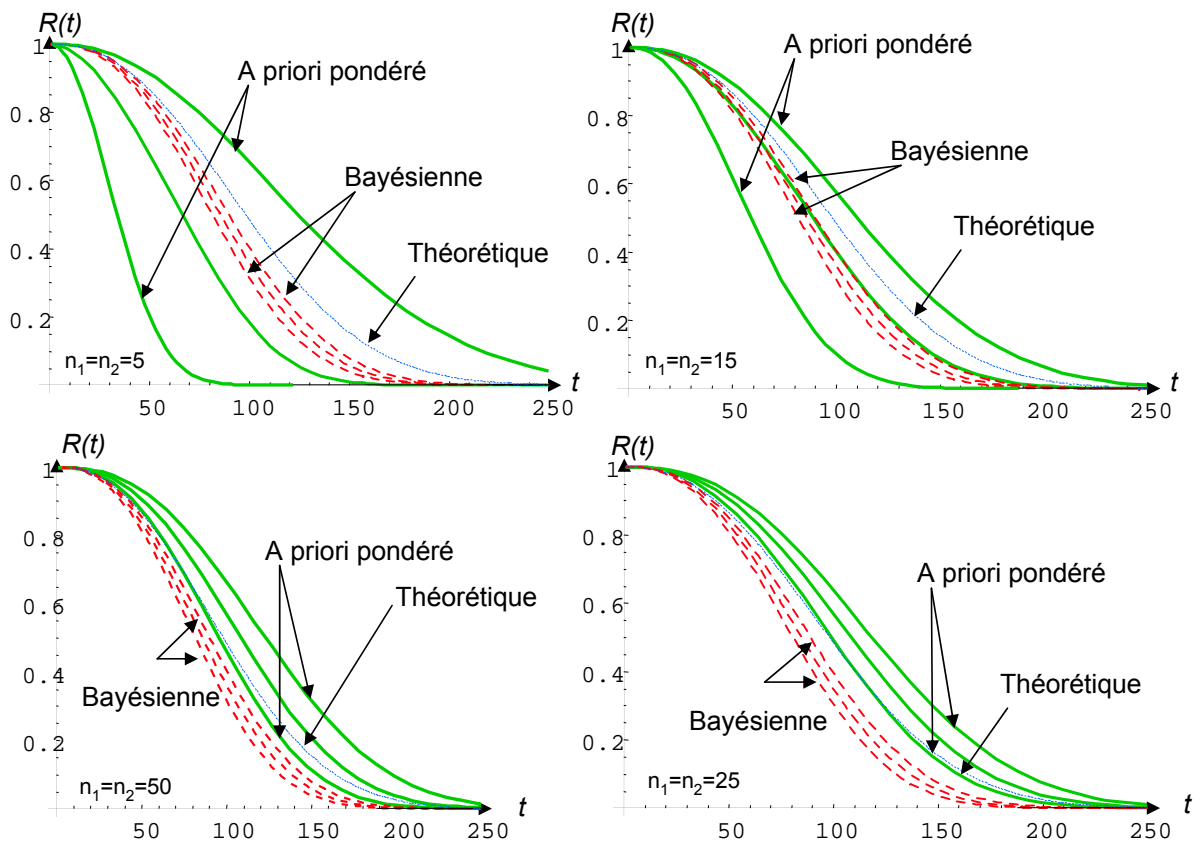 R(t)
1
A priori pondéré
0.8
Bayésienne
0.6
Théorétique
0.4
0.2
n1=n2=5
t
50 100 150 200 250
R(t)
1
A priori pondéré
0.8
Bayésienne
0.6
Théorétique
0.4
0.2
n1=n2=15
t
50 100 150 200 250
R(t)
1
0.8
A priori pondéré
Théorétique
0.6
0.4
Bayésienne
0.2
n1=n2=50
t
50 100 150 200 250
R(t)
1
0.8
A priori pondéré
0.6
0.4
Théorétique
Bayésienne
0.2
n1=n2=25
t
50 100 150 200 250